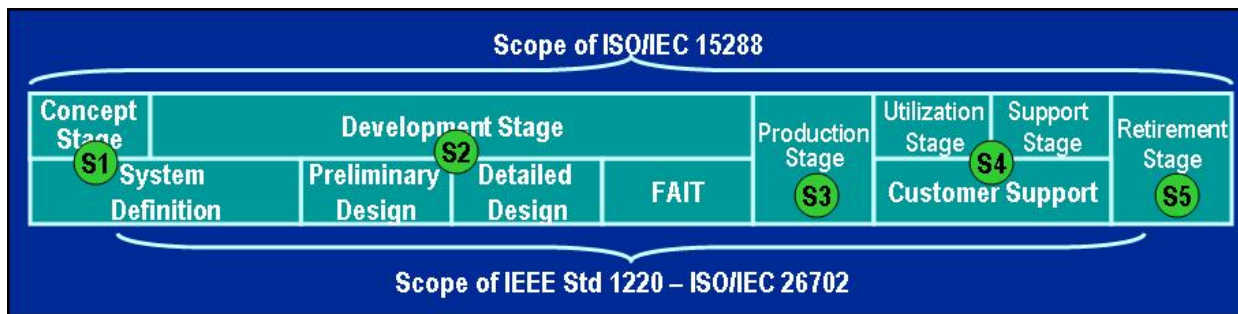 Scope of ISO/IEC 15288
Concept
Stage
S1
Development Stage
S2
Production
Stage
S3
Utilization
Stage
Support
Stage
S4
Retirement
Stage
S5
System
Definition
Preliminary
Design
Detailed
Design
FAIT
Customer Support
Scope of IEEE Std 1220 – ISO/IEC 26702